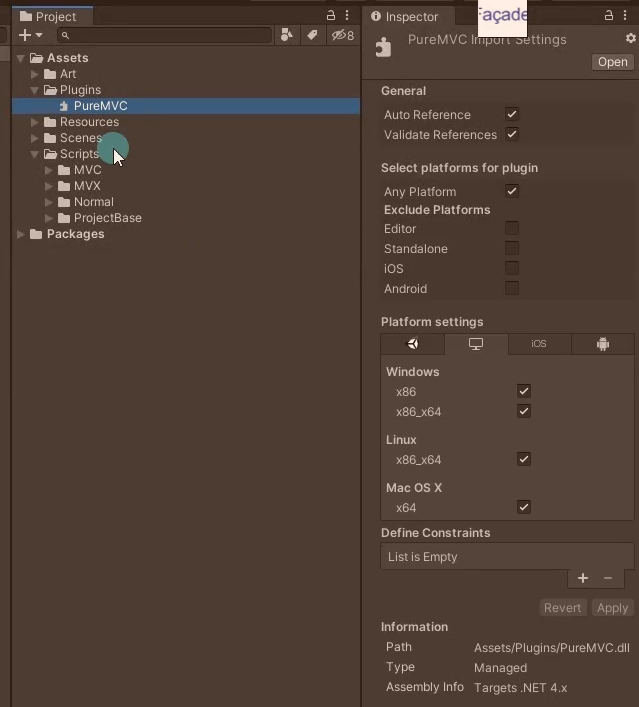 Project
8
Assets
Art
Plugins
PureMVC
Resources
Scenes
Scripts
MVC
MVX
Normal
ProjectBase
Packages
Inspector
Façade
PureMVC Import Settings
Open
General
Auto Reference
Validate References
Select platforms for plugin
Any Platform
Exclude Platforms
Editor
Standalone
iOS
Android
Platform settings
iOS
Windows
x86
x86_x64
Linux
x86_x64
Mac OS X
x64
Define Constraints
List is Empty
Revert Apply
Information
Path Assets/Plugins/PureMVC.dll
Type Managed
Assembly Info Targets .NET 4.x